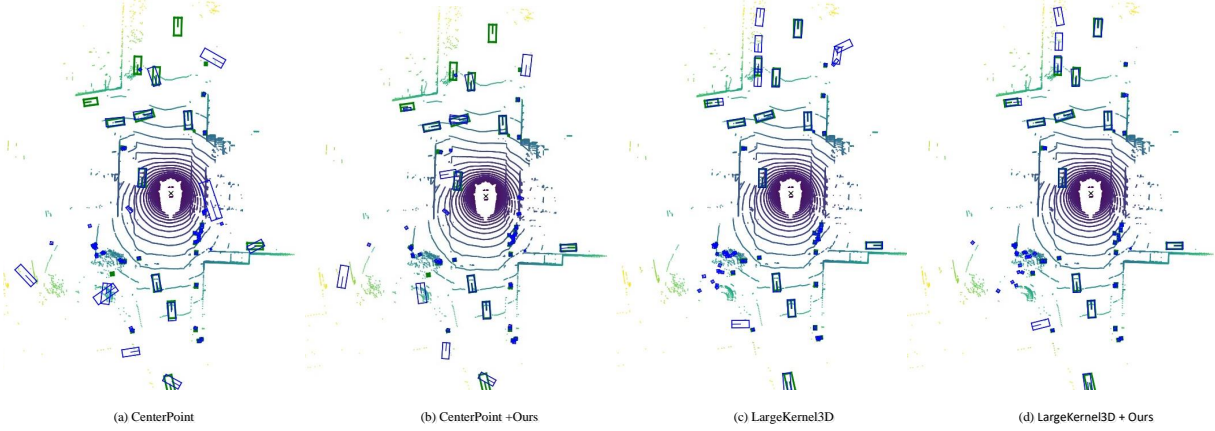 (a) CenterPoint
(b) CenterPoint +Ours
(c) LargeKernel3D
(d) LargeKernel3D + Ours